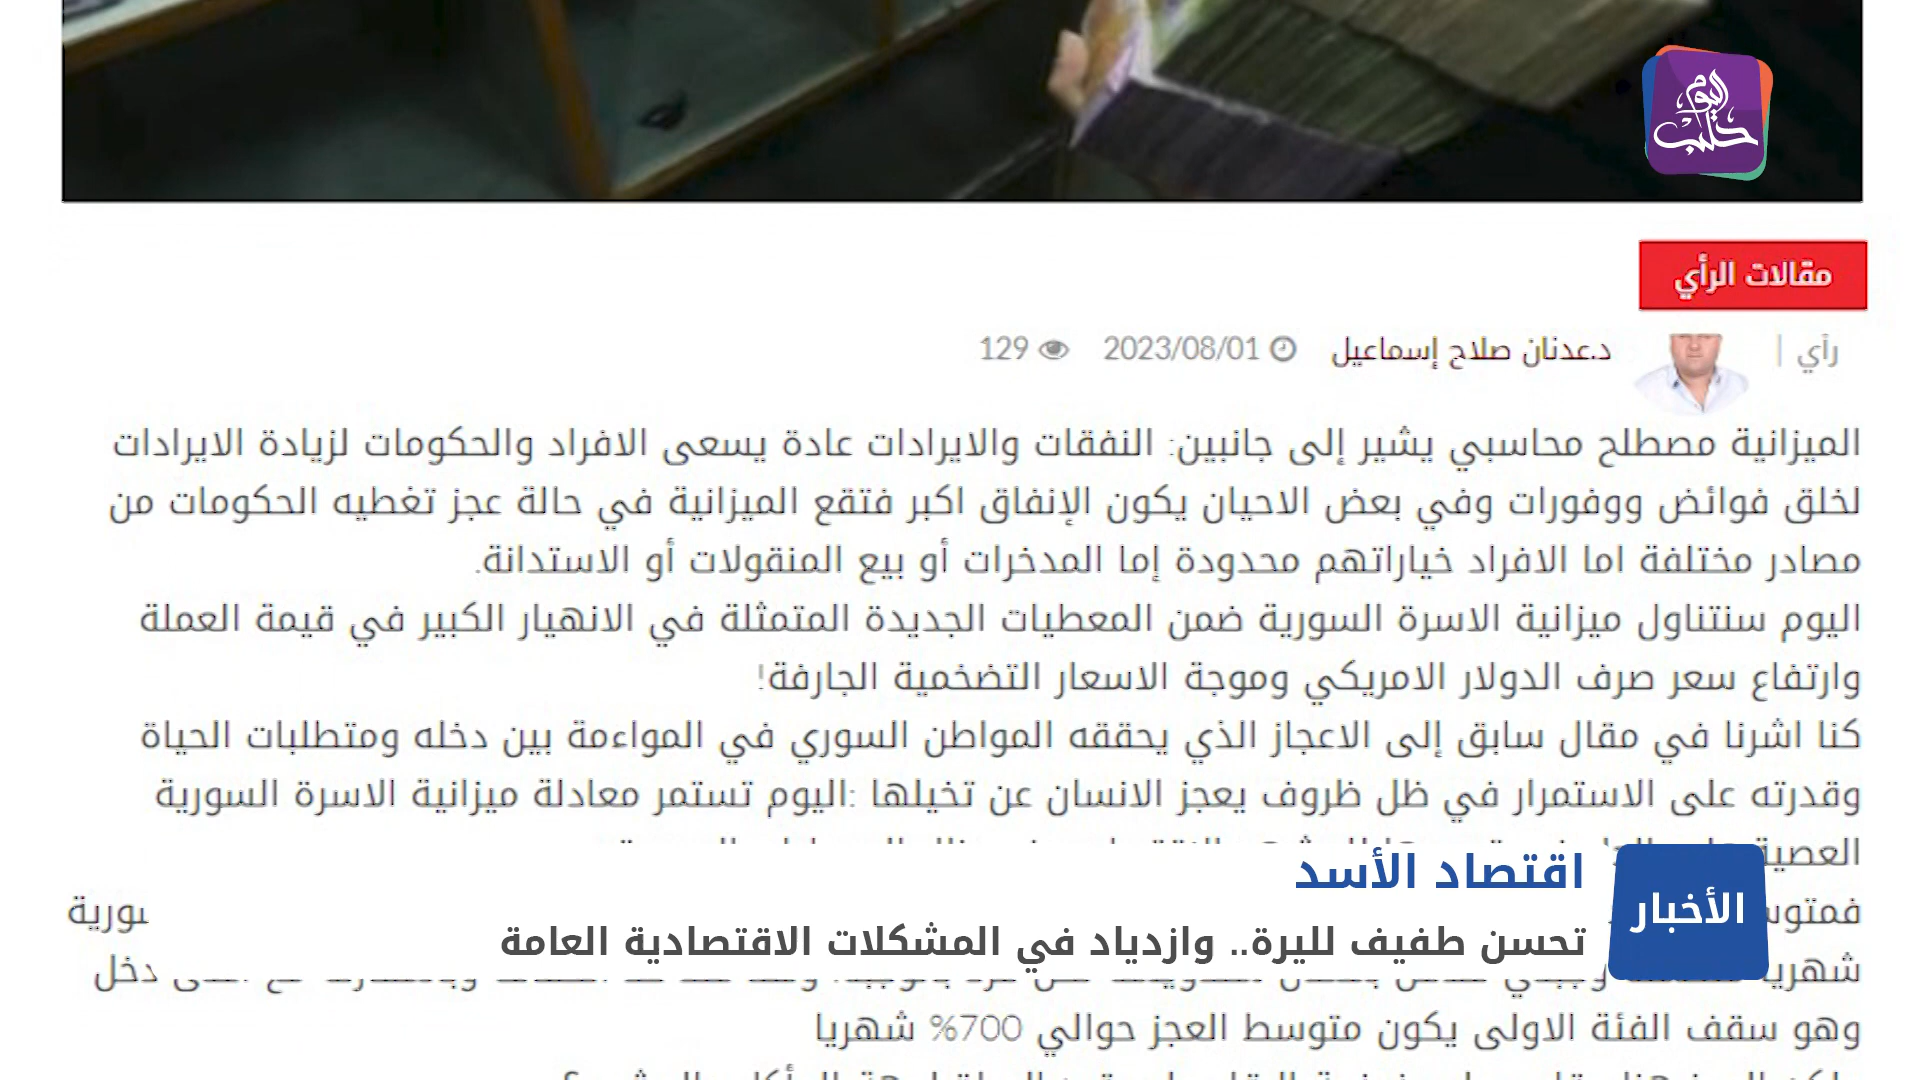 حلب اليوم
مقالات الرأي
رأي | د.عدنان صلاح إسماعيل 2023/08/01 129
الميزانية مصطلح محاسبي يشير إلى جانبين: النفقات والايرادات عادة يسعى الافراد والحكومات لزيادة الايرادات
لخلق فوائض ووفورات وفي بعض الاحيان يكون الإنفاق اكبر فتقع الميزانية في حالة عجز تغطيه الحكومات من
مصادر مختلفة اما الافراد خياراتهم محدودة إما المدخرات أو بيع المنقولات أو الاستدانة.
اليوم سنتناول ميزانية الاسرة السورية ضمن المعطيات الجديدة المتمثلة في الانهيار الكبير في قيمة العملة
وارتفاع سعر صرف الدولار الامريكي وموجة الاسعار التضخمية الجارفة!
كنا اشرنا في مقال سابق إلى الاعجاز الذي يحققه المواطن السوري في المواءمة بين دخله ومتطلبات الحياة
وقدرته على الاستمرار في ظل ظروف يعجز الانسان عن تخيلها :اليوم تستمر معادلة ميزانية الاسرة السورية
اقتصاد الأسد
الأخبار
تحسن طفيف لليرة.. وازدياد في المشكلات الاقتصادية العامة
دخل
وهو سقف الفئة الاولى يكون متوسط العجز حوالي 700% شهريا